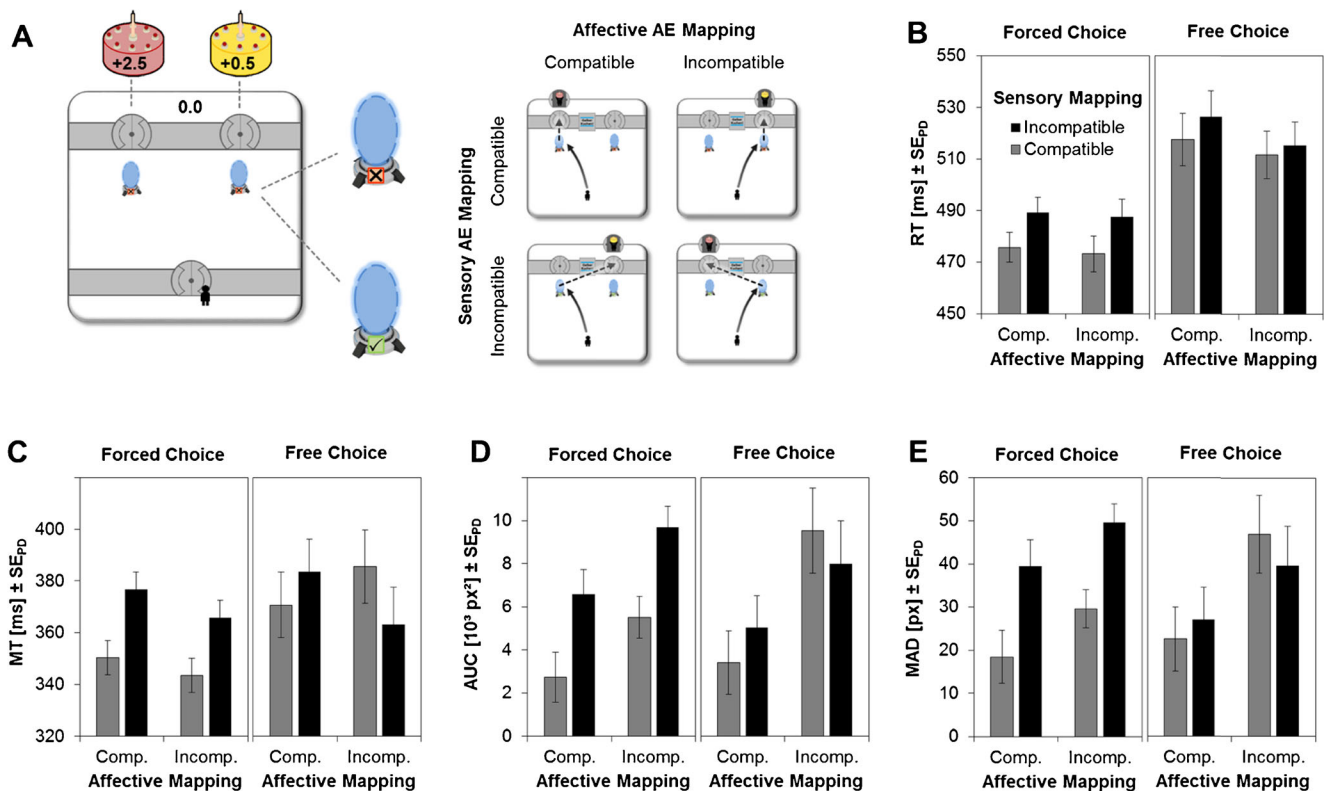 A
+2.5
+0.5
0.0
Affective AE Mapping
Compatible
Incompatible
Sensory AE Mapping
Compatible
Incompatible
B
Forced Choice
Free Choice
RT [ms] ± SEPD
550
530
510
490
470
450
Sensory Mapping
Incompatible
Compatible
Comp.
Incomp.
Comp.
Incomp.
Affective Mapping
Affective Mapping
C
Forced Choice
Free Choice
MT [ms] ± SEPD
400
380
360
340
320
Comp.
Incomp.
Comp.
Incomp.
Affective Mapping
Affective Mapping
D
Forced Choice
Free Choice
AUC [10³ px²] ± SEPD
10
8
6
4
2
0
Comp.
Incomp.
Comp.
Incomp.
Affective Mapping
Affective Mapping
E
Forced Choice
Free Choice
MAD [px] ± SEPD
60
50
40
30
20
10
0
Comp.
Incomp.
Comp.
Incomp.
Affective Mapping
Affective Mapping